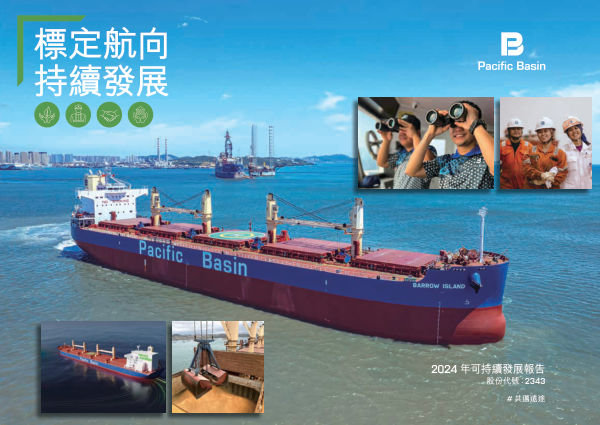 標定航向
持續發展
Pacific Basin
Pacific Basin
BARROW ISLAND
2024 年可持續發展報告
股份代號 : 2343
# 共邁遠途